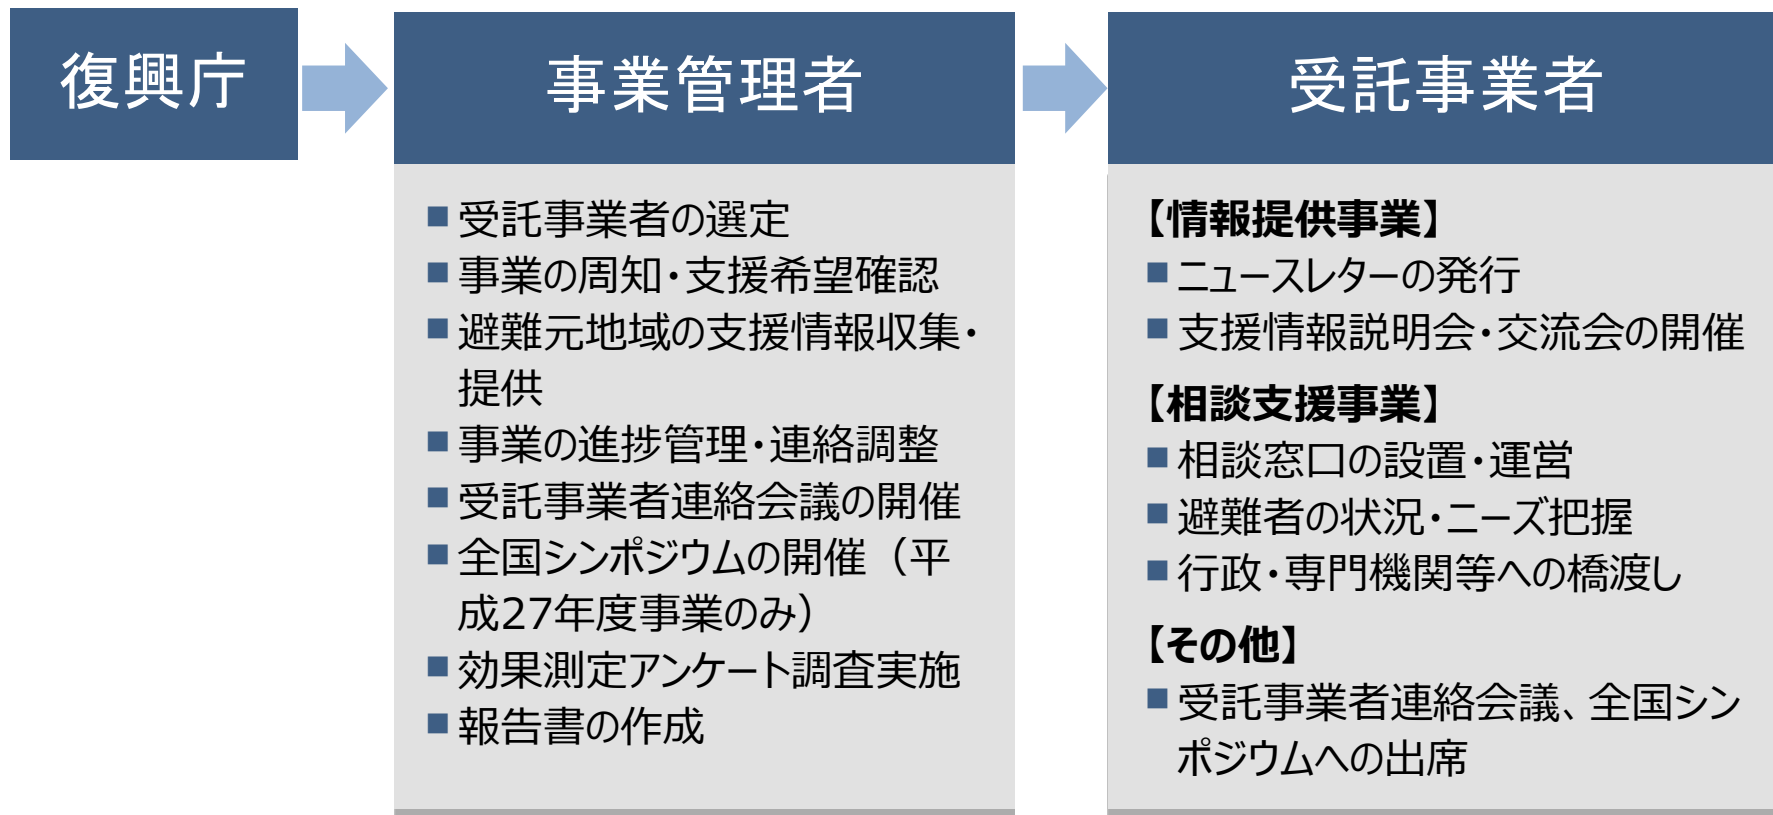 復興庁
事業管理者
■受託事業者の選定
■事業の周知・支援希望確認
■避難元地域の支援情報収集・
提供
■事業の進捗管理・連絡調整
■受託事業者連絡会議の開催
■全国シンポジウムの開催（平
成27年度事業のみ）
■効果測定アンケート調査実施
■報告書の作成
受託事業者
【情報提供事業】
■ニュースレターの発行
■支援情報説明会・交流会の開催
【相談支援事業】
■相談窓口の設置・運営
■避難者の状況・ニーズ把握
■行政・専門機関等への橋渡し
【その他】
■受託事業者連絡会議、全国シン
ポジウムへの出席